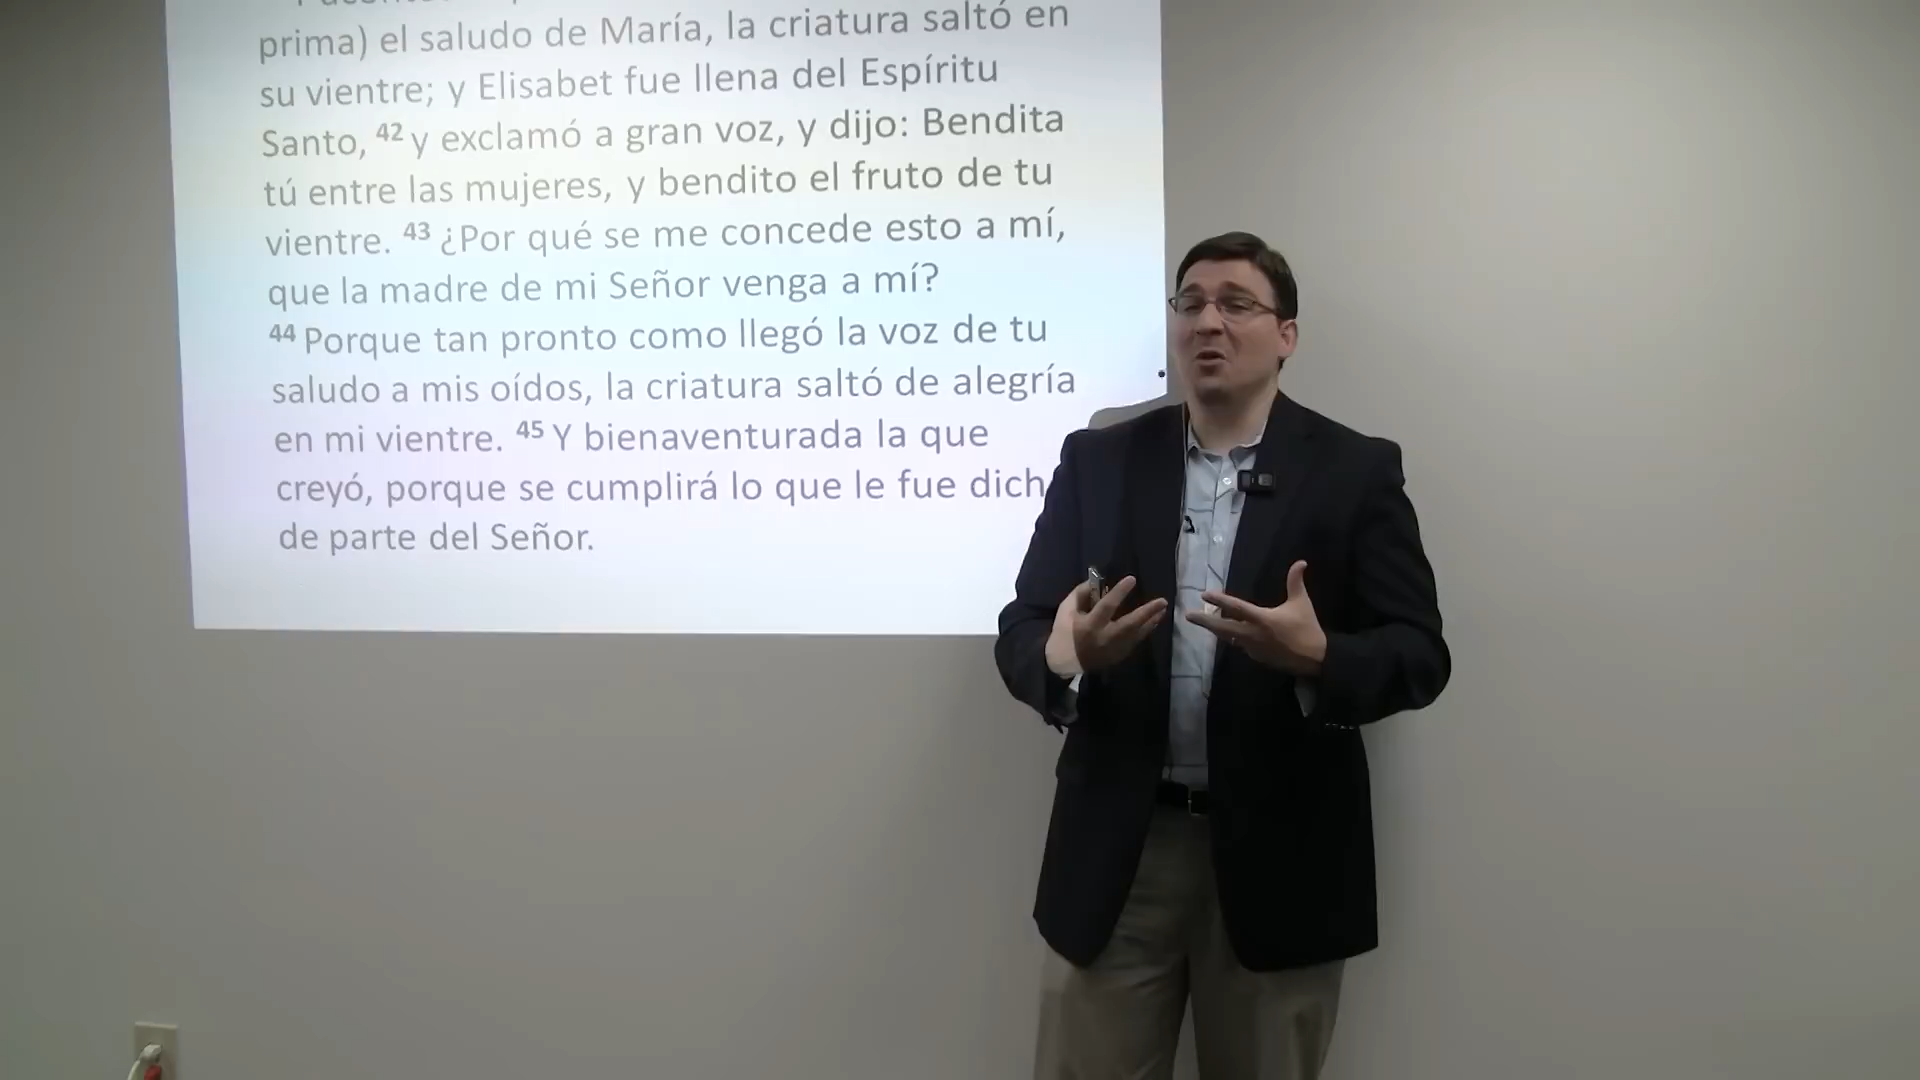 prima) el saludo de María, la criatura saltó en
su vientre; y Elisabet fue llena del Espíritu
Santo, 42 y exclamó a gran voz, y dijo: Bendita
tú entre las mujeres, y bendito el fruto de tu
vientre. 43 ¿Por qué se me concede esto a mí,
que la madre de mi Señor venga a mí?
44 Porque tan pronto como llegó la voz de tu
saludo a mis oídos, la criatura saltó de alegría
en mi vientre. 45 Y bienaventurada la que
creyó, porque se cumplirá lo que le fue dich
de parte del Señor.